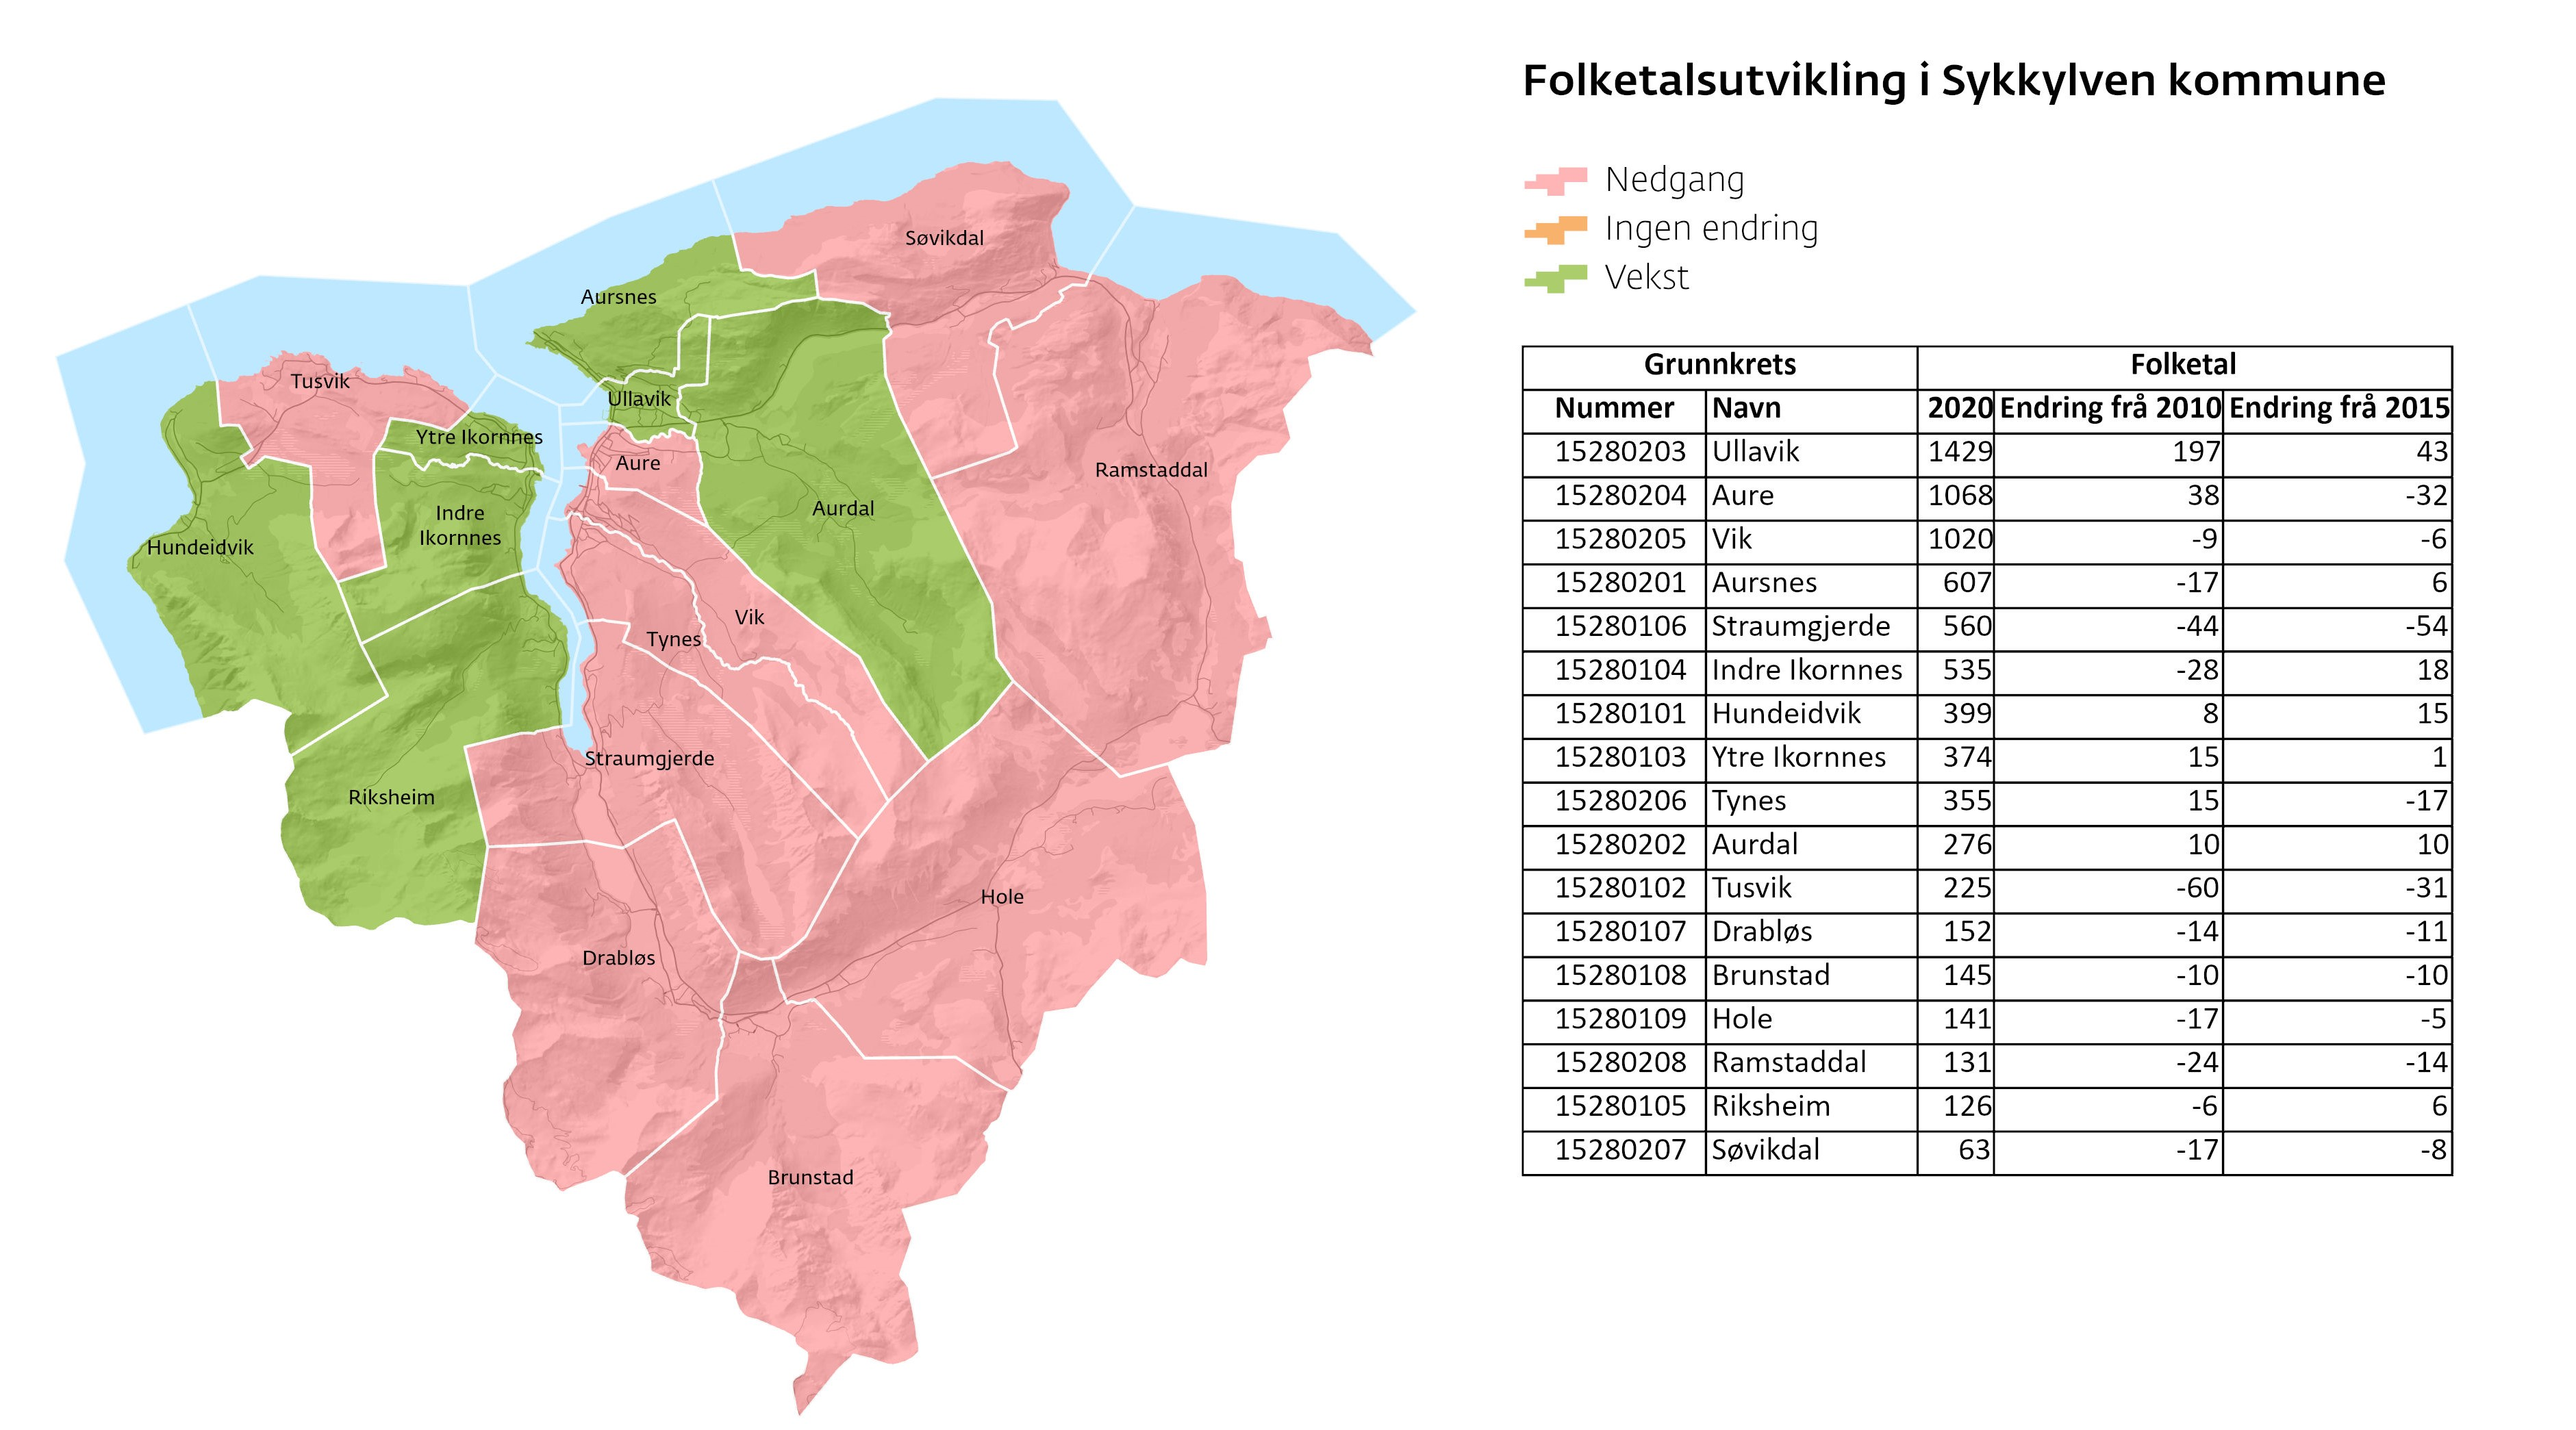 Folketalsutvikling i Sykkylven kommune
Nedgang
Ingen endring
Vekst
Grunnkrets Folketal
Nummer Navn 2020 Endring frå 2010 Endring frå 2015
15280203 Ullavik 1429 197 43
15280204 Aure 1068 38 -32
15280205 Vik 1020 -9 -6
15280201 Aursnes 607 -17 6
15280106 Straumgjerde 560 -44 -54
15280104 Indre Ikornnes 535 -28 18
15280101 Hundeidvik 399 8 15
15280103 Ytre Ikornnes 374 15 1
15280206 Tynes 355 15 -17
15280202 Aurdal 276 10 10
15280102 Tusvik 225 -60 -31
15280107 Drabløs 152 -14 -11
15280108 Brunstad 145 -10 -10
15280109 Hole 141 -17 -5
15280208 Ramstaddal 131 -24 -14
15280105 Riksheim 126 -6 6
15280207 Søvikdal 63 -17 -8
Søvikdal
Aursnes
Tusvik
Ullavik
Ytre Ikornnes
Aure
Ramstaddal
Aurdal
Indre
Ikornnes
Hundeidvik
Vik
Tynes
Straumgjerde
Riksheim
Hole
Drabløs
Brunstad